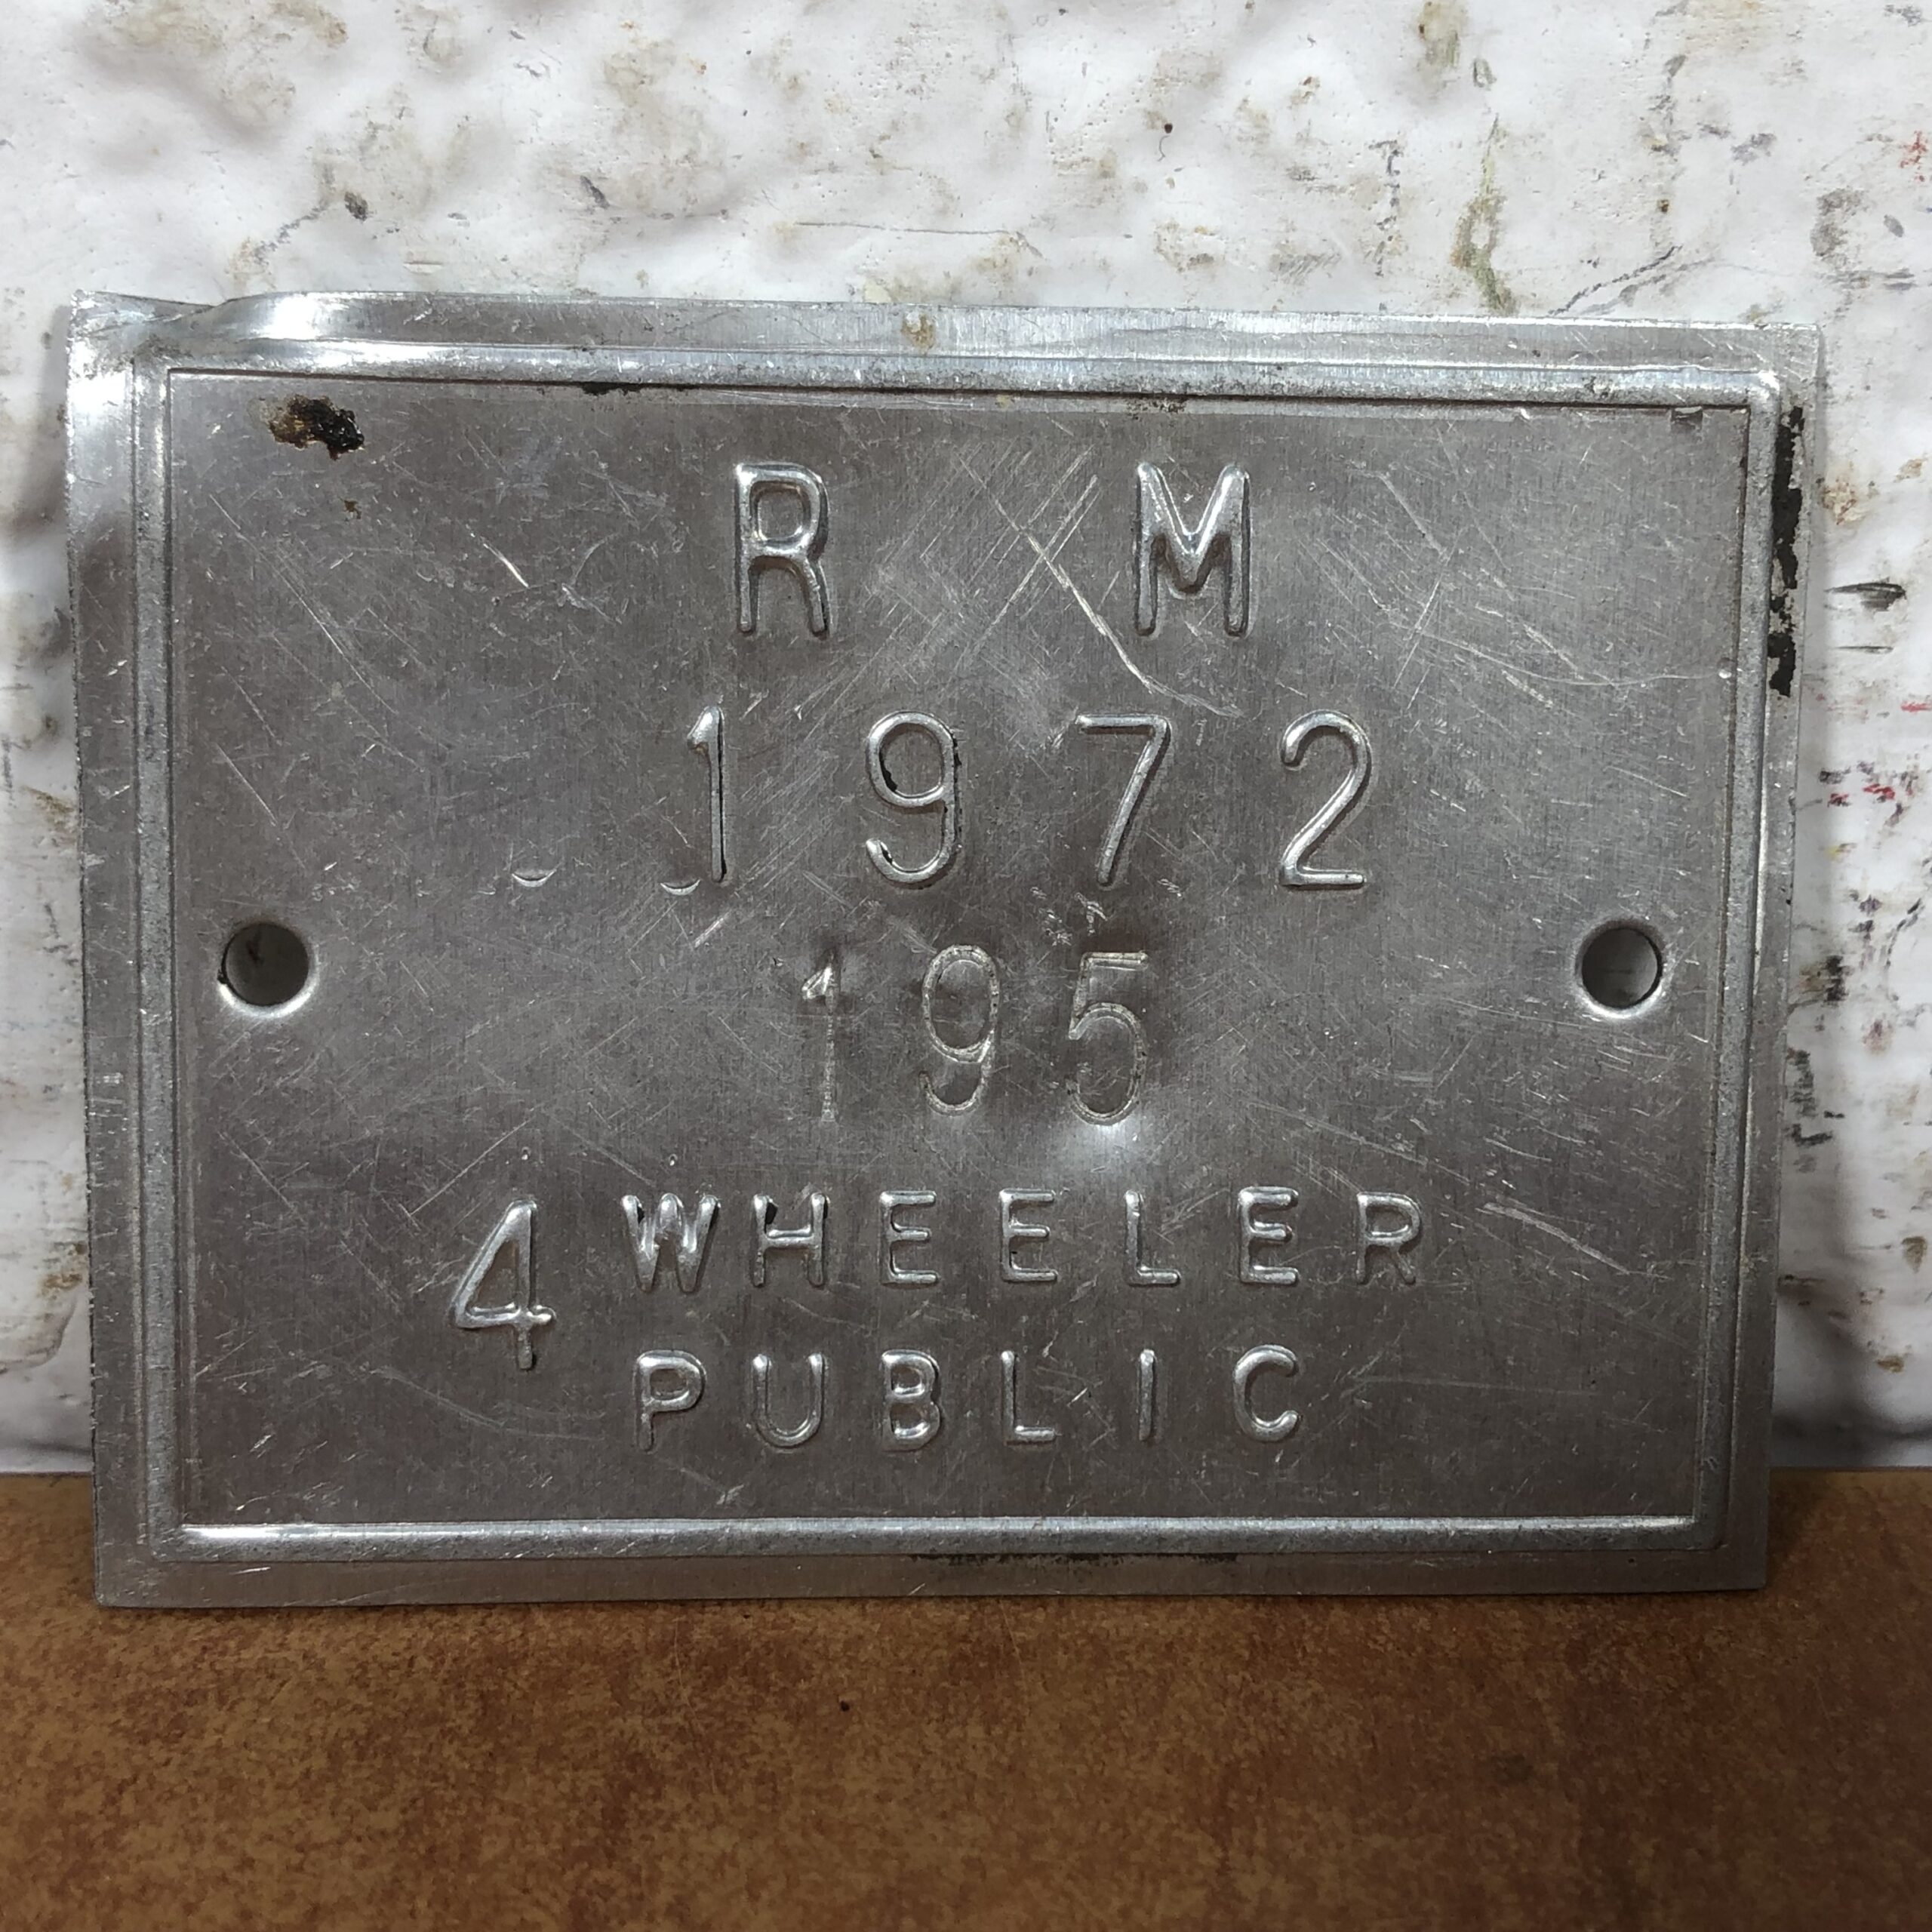 R M
1972
195
4 WHEELER
PUBLIC